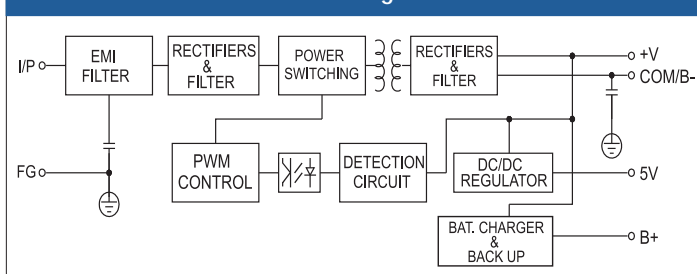 I/P
EMI
FILTER
RECTIFIERS
&
FILTER
POWER
SWITCHING
RECTIFIERS
&
FILTER
+V
COM/B-
FG
PWM
CONTROL
DETECTION
CIRCUIT
DC/DC
REGULATOR
5V
BAT. CHARGER
&
BACK UP
B+